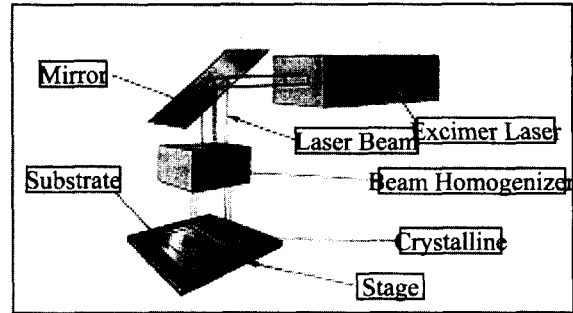 Mirror
Laser Beam
Excimer Laser
Substrate
Beam Homogenizer
Crystalline
Stage